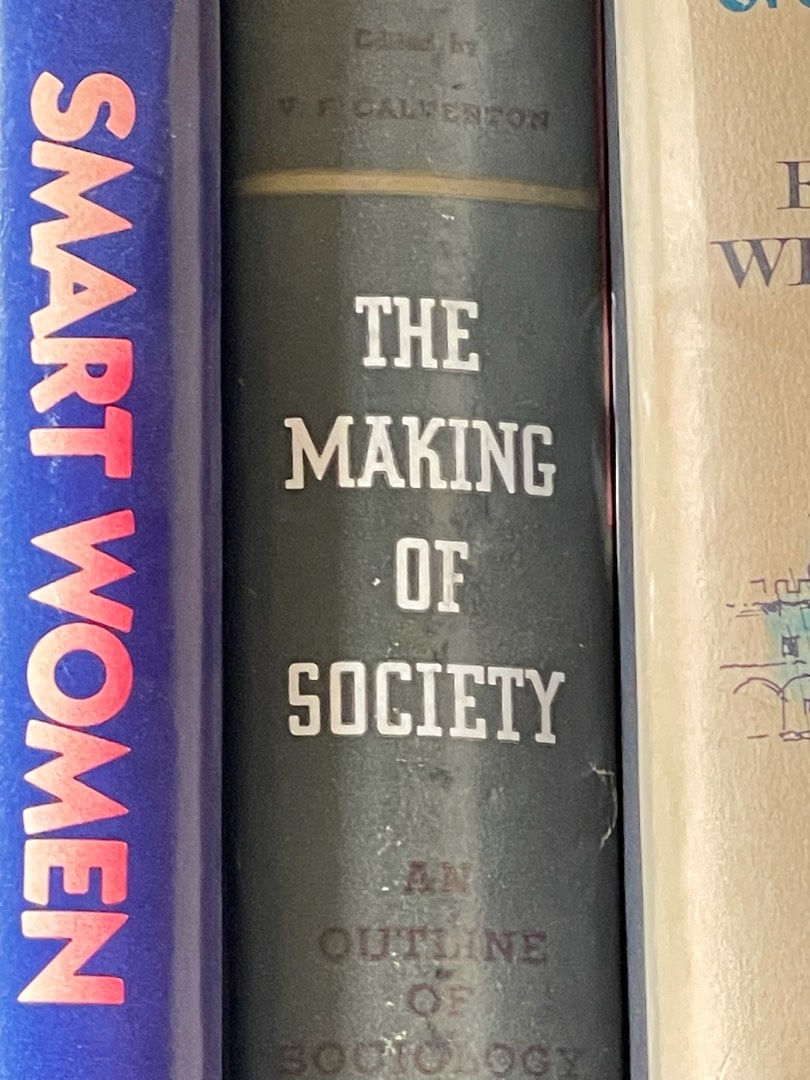 SMART WOMEN
Edited by
V. F. CALVERTON
THE
MAKING
OF
SOCIETY
AN
OUTLINE
OF
SOCIOLOGY